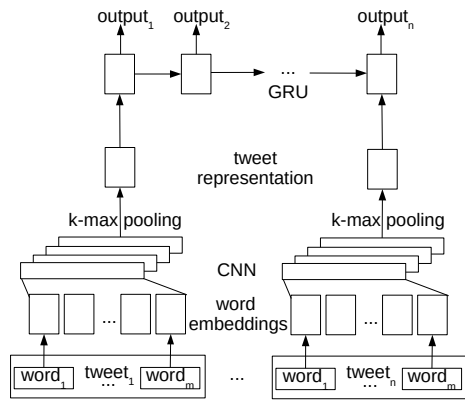 output₁ output₂ outputₙ
...
GRU
tweet
representation
k-max pooling k-max pooling
CNN
... word ...
embeddings
word₁ tweet₁ ... wordₘ ... word₁ tweetₙ ... wordₘ